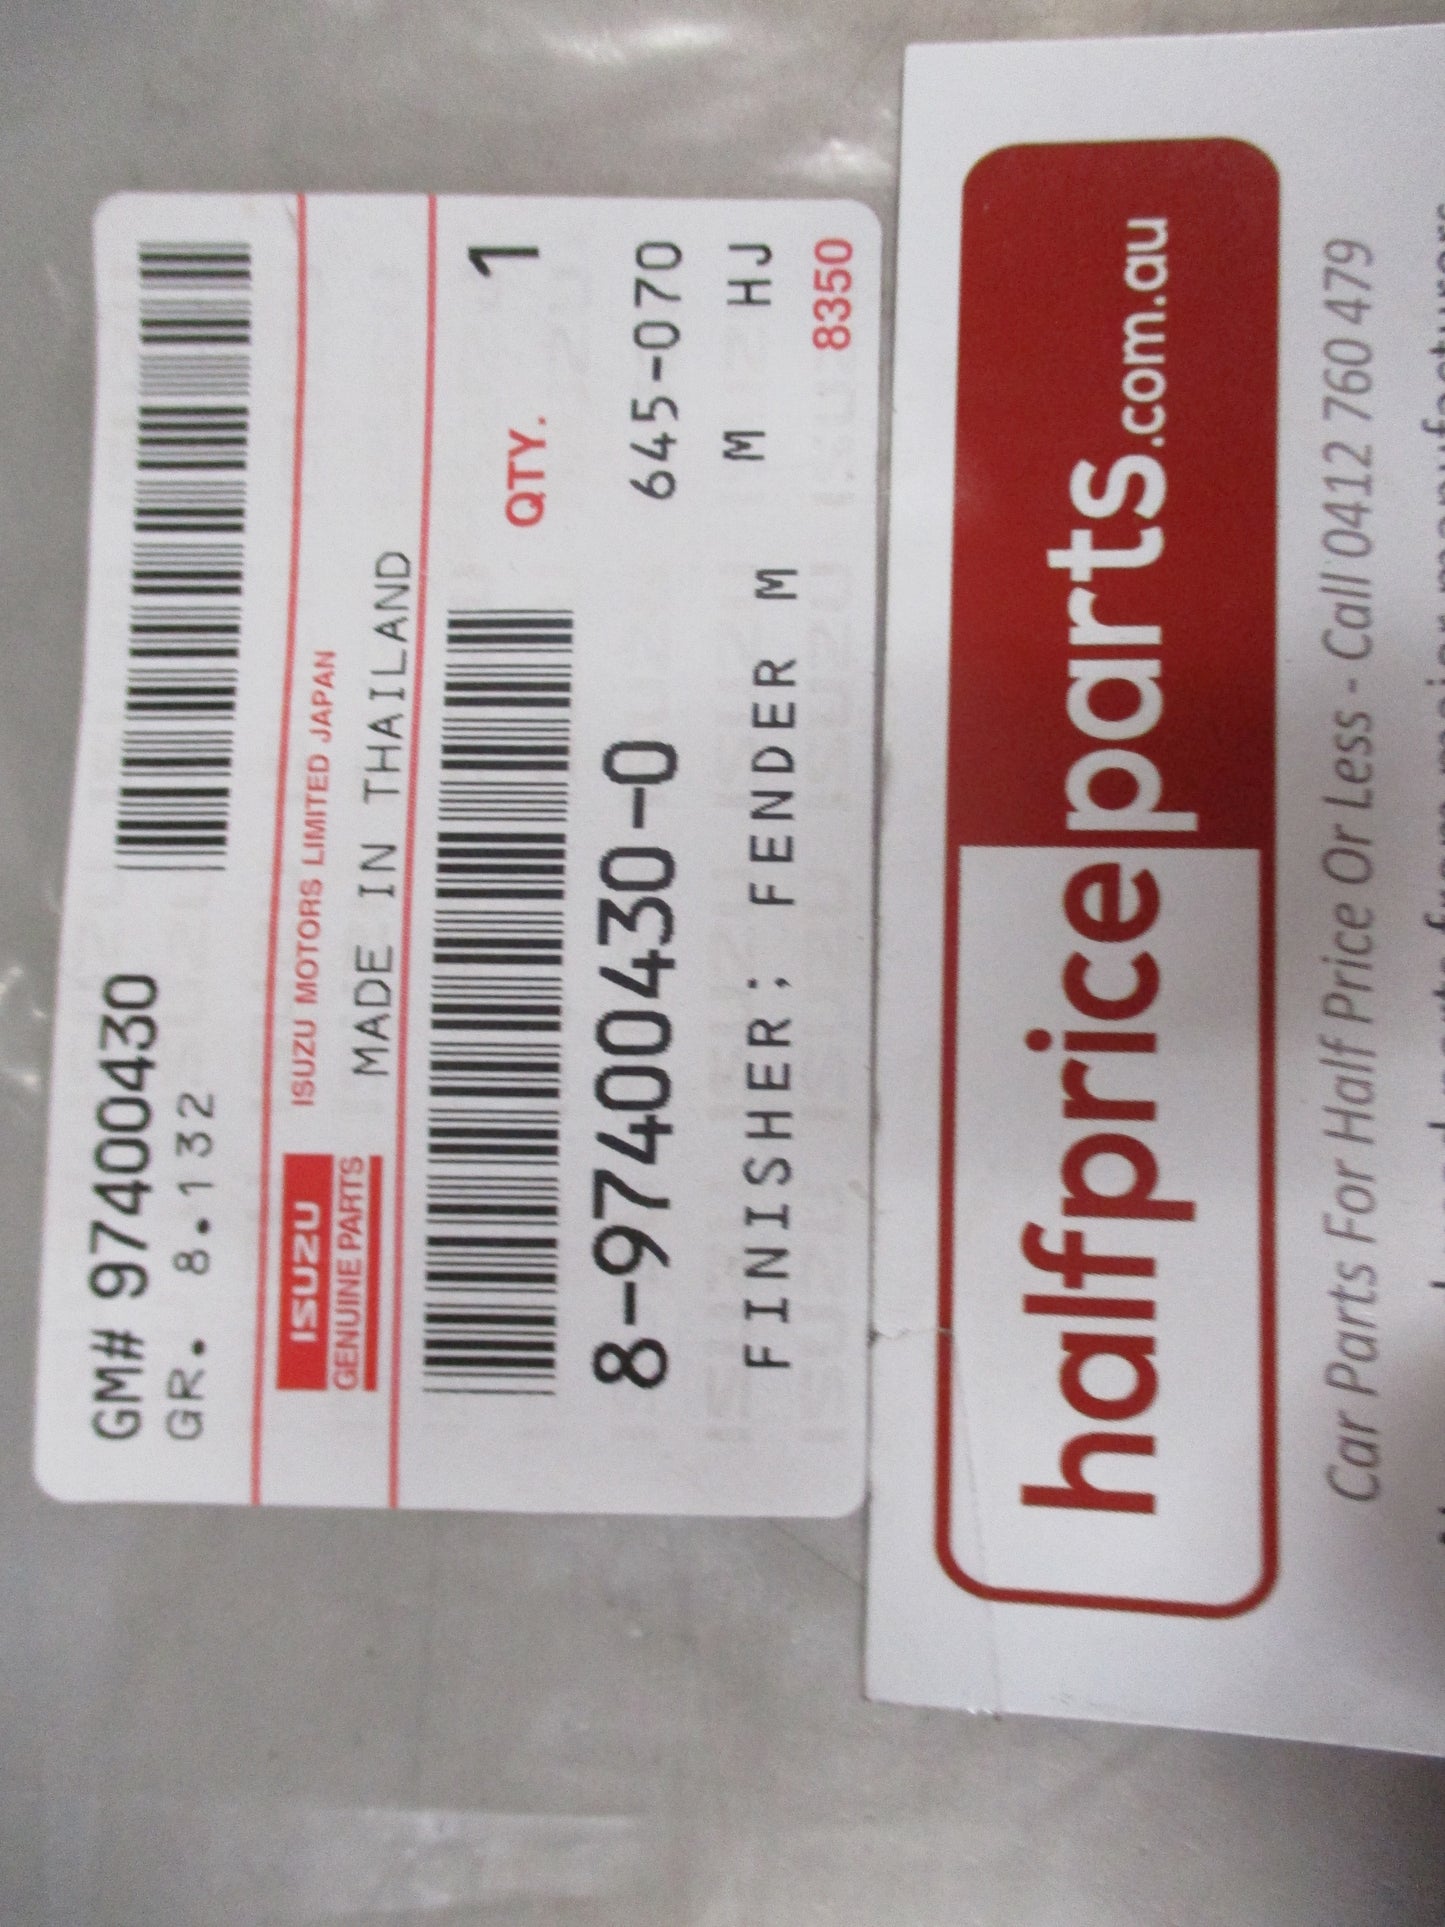 GM# 97400430
GR. 8.132
ISUZU
GENUINE PARTS
ISUZU MOTORS LIMITED JAPAN
MADE IN THAILAND
QTY. 1
8-97400430-0
645-070
FINISHER; FENDER M M HJ
8350
halfpriceparts.com.au
Car Parts For Half Price Or Less - Call 0412 760 479